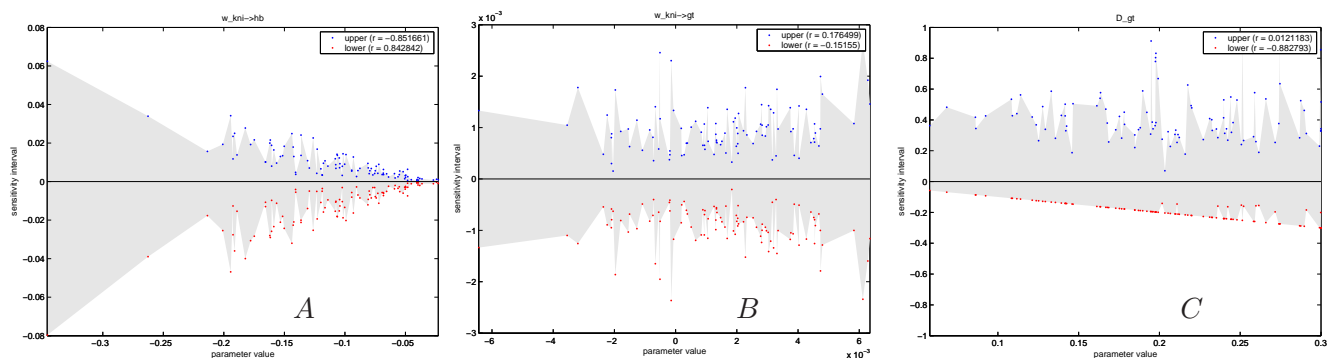 w_kni->hb
0.08
0.06
0.04
0.02
0
−0.02
−0.04
−0.06
−0.08
sensitivity interval
upper (r = −0.851661)
lower (r = 0.842842)
A
−0.3 −0.25 −0.2 −0.15 −0.1 −0.05
parameter value
w_kni->gt
x 10⁻³
3
2
1
0
−1
−2
−3
sensitivity interval
upper (r = 0.176499)
lower (r = −0.15155)
B
−6 −4 −2 0 2 4 6
parameter value
x 10⁻³
D_gt
1
0.8
0.6
0.4
0.2
0
−0.2
−0.4
−0.6
−0.8
−1
sensitivity interval
upper (r = 0.0121183)
lower (r = −0.882793)
C
0.1 0.15 0.2 0.25 0.3
parameter value